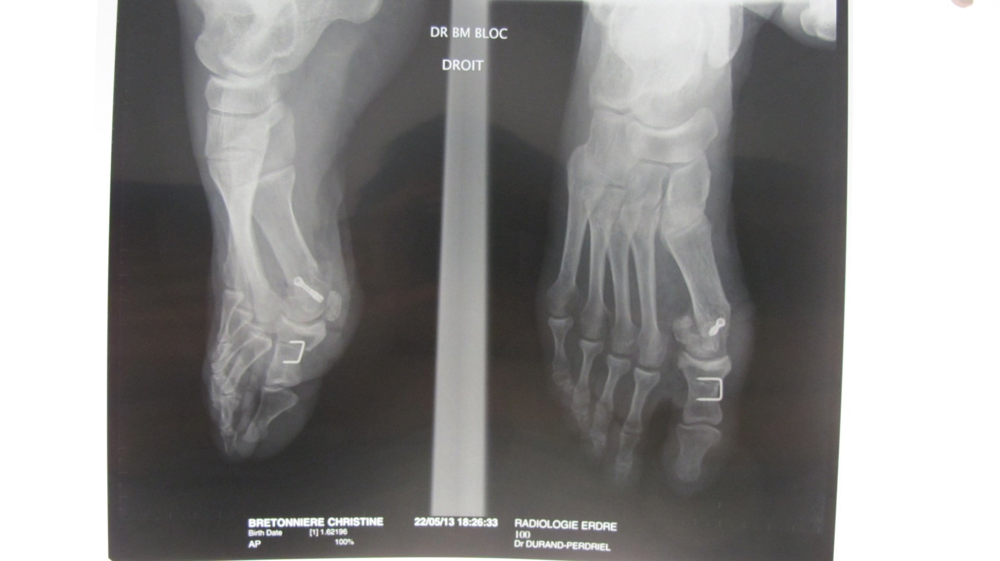 DR BM BLOC
DROIT
BRETONNIERE CHRISTINE
Birth Date [1] 1.62196
AP 100%
22/05/13 18:26:33
RADIOLOGIE ERDRE
100
Dr DURAND-PERDRIEL